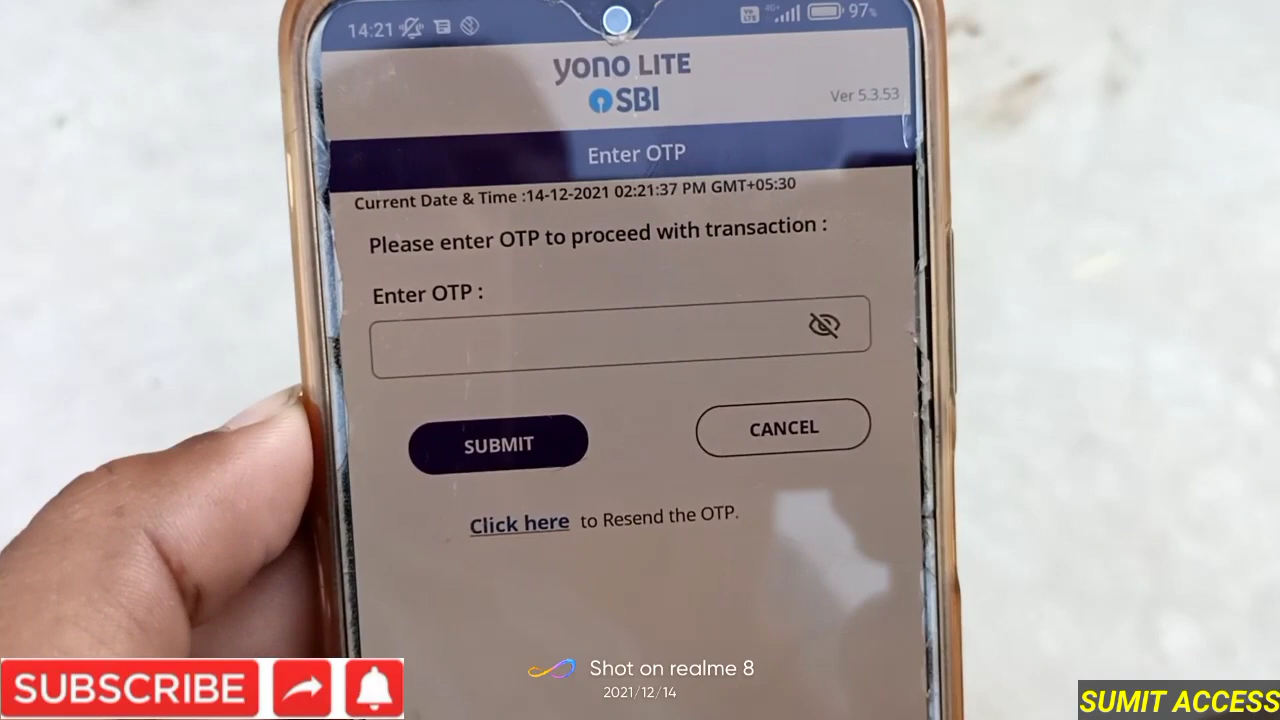 14:21
4G+
97%
yono LITE
SBI
Ver 5.3.53
Enter OTP
Current Date & Time :14-12-2021 02:21:37 PM GMT+05:30
Please enter OTP to proceed with transaction :
Enter OTP :
SUBMIT
CANCEL
Click here to Resend the OTP.
SUBSCRIBE
Shot on realme 8
2021/12/14
SUMIT ACCESS